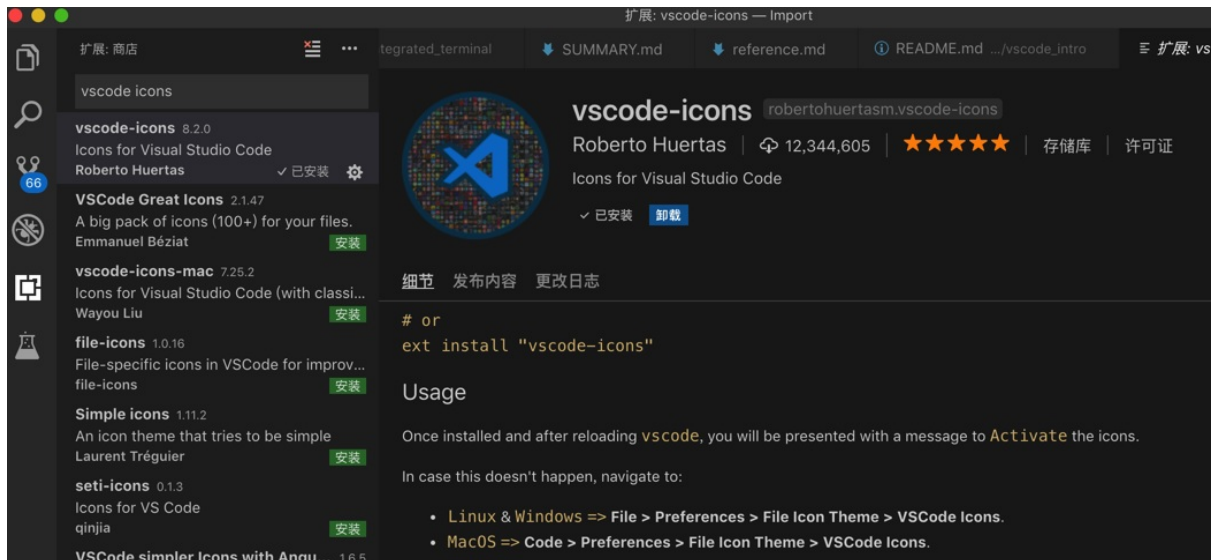 扩展: vscode-icons — Import
扩展: 商店
tegrated_terminal
SUMMARY.md
reference.md
README.md .../vscode_intro
扩展: vs
vscode icons
66
vscode-icons 8.2.0
Icons for Visual Studio Code
Roberto Huertas
已安装
VSCode Great Icons 2.1.47
A big pack of icons (100+) for your files.
Emmanuel Béziat
安装
vscode-icons-mac 7.25.2
Icons for Visual Studio Code (with classi...
Wayou Liu
安装
file-icons 1.0.16
File-specific icons in VSCode for improv...
file-icons
安装
Simple icons 1.11.2
An icon theme that tries to be simple
Laurent Tréguier
安装
seti-icons 0.1.3
Icons for VS Code
qinjia
安装
VSCode simpler Icons with Angu... 1.6.5
vscode-icons robertohuertasm.vscode-icons
Roberto Huertas | 12,344,605 | ★★★★★ | 存储库 | 许可证
Icons for Visual Studio Code
已安装 卸载
细节 发布内容 更改日志
# or
ext install "vscode-icons"
Usage
Once installed and after reloading vscode, you will be presented with a message to Activate the icons.
In case this doesn't happen, navigate to:
• Linux & Windows => File > Preferences > File Icon Theme > VSCode Icons.
• MacOS => Code > Preferences > File Icon Theme > VSCode Icons.